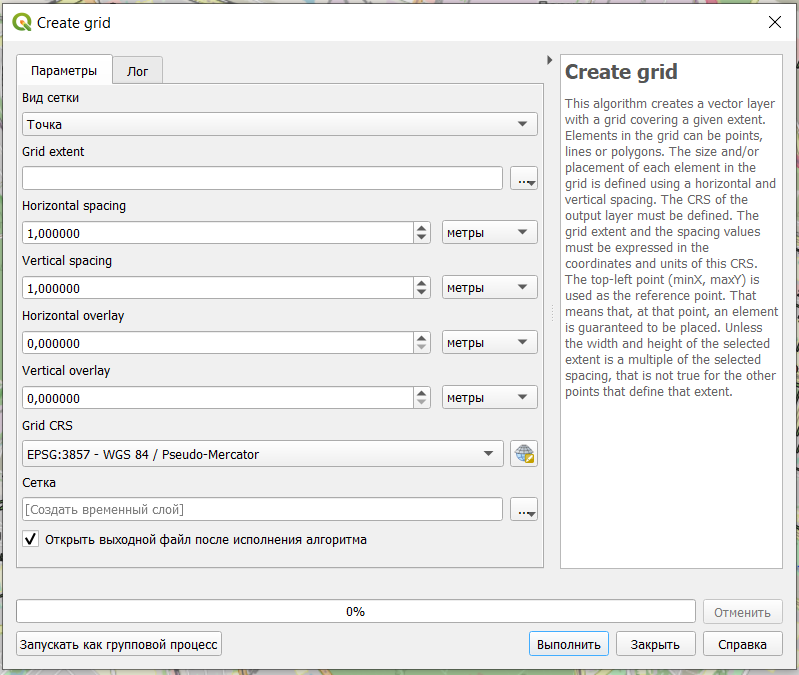 Create grid
Параметры
Лог
Вид сетки
Точка
Grid extent
...
Horizontal spacing
1,000000
метры
Vertical spacing
1,000000
метры
Horizontal overlay
0,000000
метры
Vertical overlay
0,000000
метры
Grid CRS
EPSG:3857 - WGS 84 / Pseudo-Mercator
Сетка
[Создать временный слой]
...
Открыть выходной файл после исполнения алгоритма
Create grid
This algorithm creates a vector layer
with a grid covering a given extent.
Elements in the grid can be points,
lines or polygons. The size and/or
placement of each element in the
grid is defined using a horizontal and
vertical spacing. The CRS of the
output layer must be defined. The
grid extent and the spacing values
must be expressed in the
coordinates and units of this CRS.
The top-left point (minX, maxY) is
used as the reference point. That
means that, at that point, an element
is guaranteed to be placed. Unless
the width and height of the selected
extent is a multiple of the selected
spacing, that is not true for the other
points that define that extent.
0%
Отменить
Запускать как групповой процесс
Выполнить
Закрыть
Справка